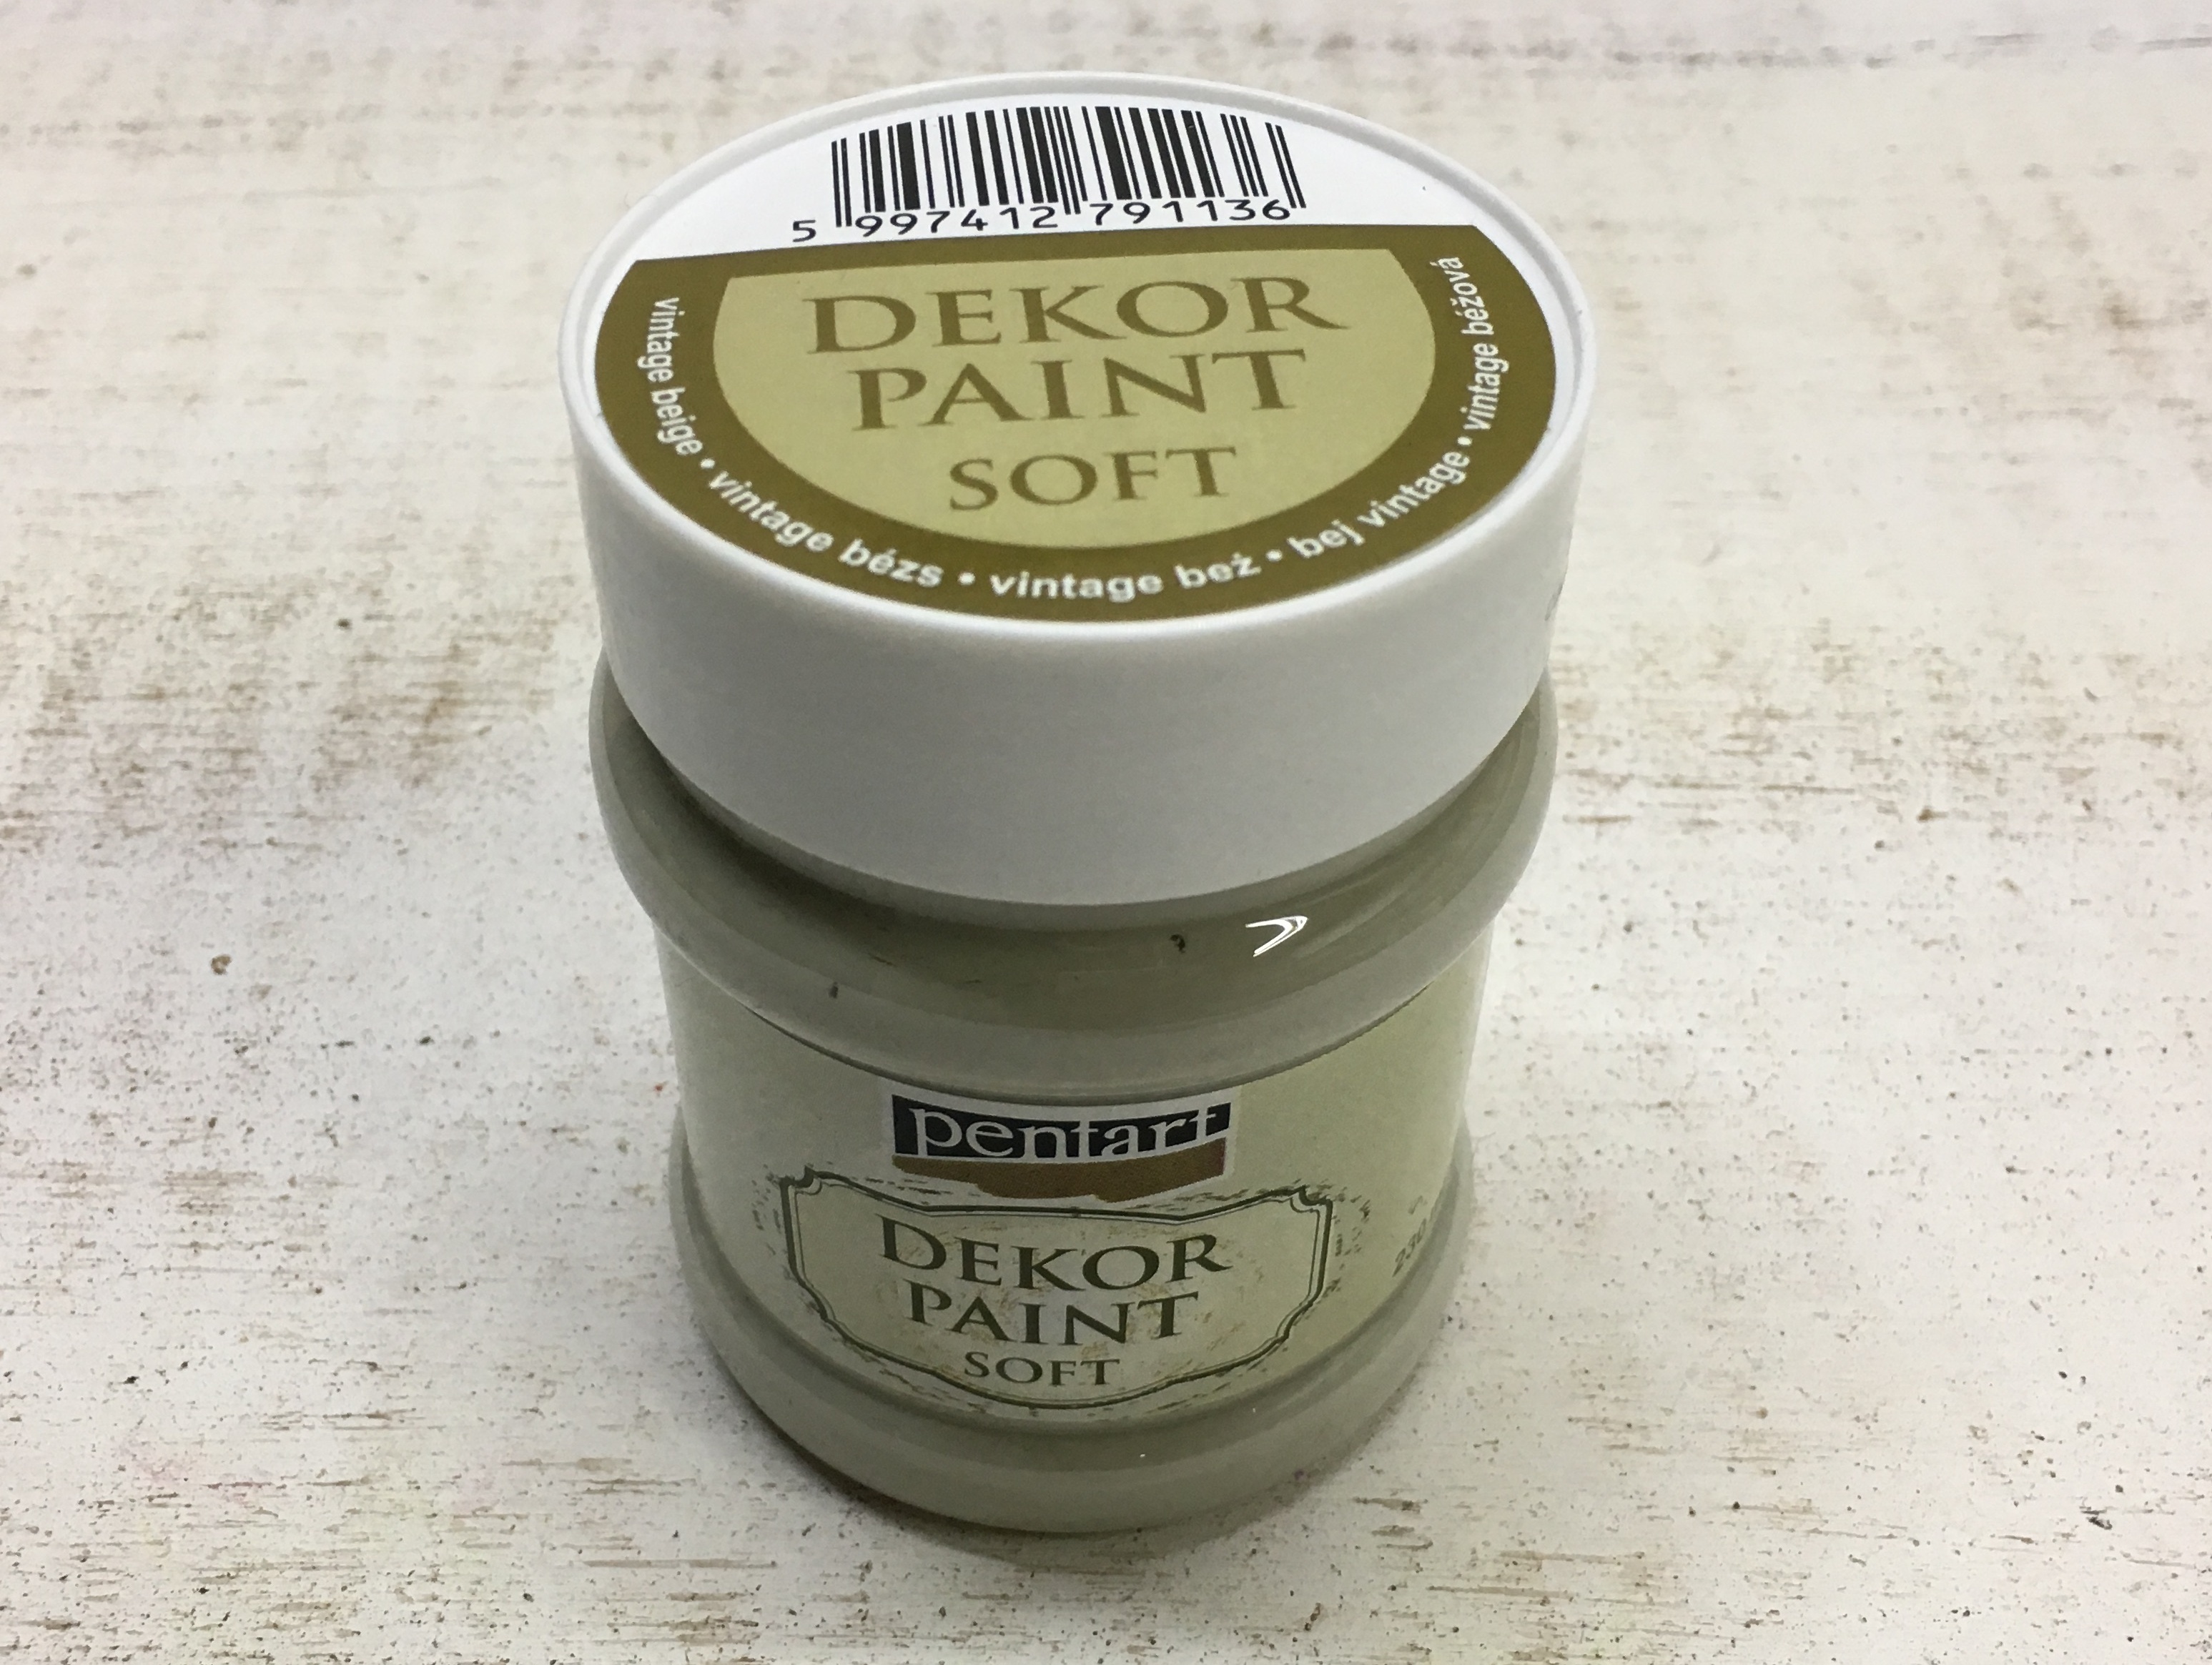 5 997412 791136
DEKOR
PAINT
SOFT
vintage beige • vintage bézs • vintage beż • bej vintage • vintage béžová
pentart
DEKOR
PAINT
SOFT